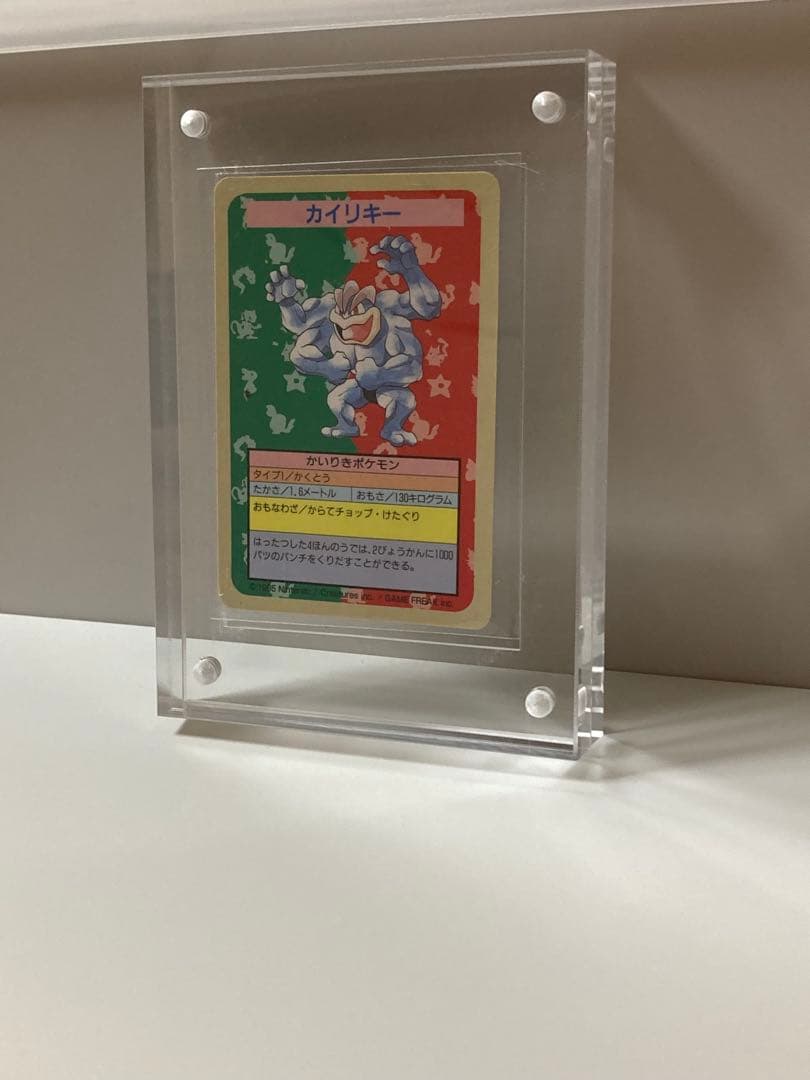 カイリキー
かいりきポケモン
タイプ1/かくとう
たかさ/1.6メートル おもさ/130キログラム
おもなわざ/からてチョップ・けたぐり
はったつした4ほんのうでは、2びょうかんに1000
パツのパンチをくりだすことができる。
©1995 Nintendo / Creatures inc. / GAME FREAK inc.